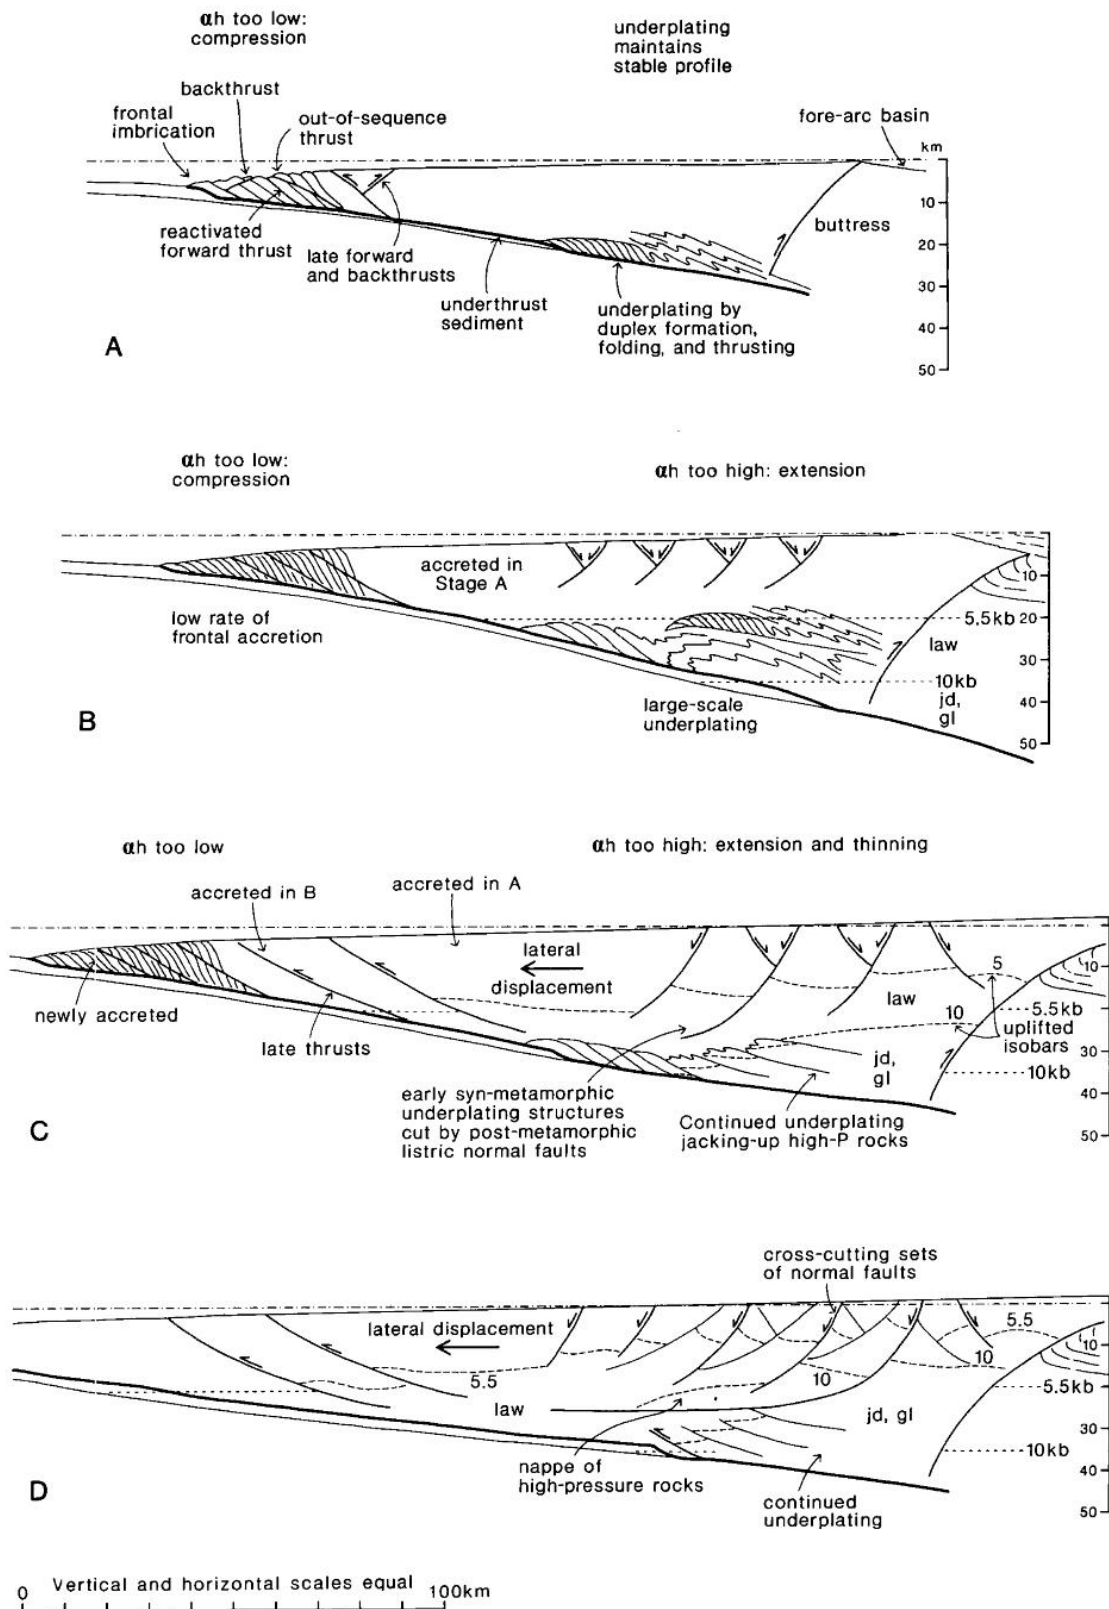 αh too low:
compression
underplating
maintains
stable profile
backthrust
frontal
imbrication
out-of-sequence
thrust
fore-arc basin
km
10
20
30
40
50
buttress
reactivated
forward thrust
late forward
and backthrusts
underthrust
sediment
underplating by
duplex formation,
folding, and thrusting
A
αh too low:
compression
αh too high: extension
accreted in
Stage A
low rate of
frontal accretion
10
5.5kb 20
law
30
10kb
jd,
gl
40
50
large-scale
underplating
B
αh too low
αh too high: extension and thinning
accreted in B
accreted in A
lateral
displacement
5
10
law
5.5kb
10
uplifted
isobars
newly accreted
late thrusts
30
jd,
gl
10kb
40
early syn-metamorphic
underplating structures
cut by post-metamorphic
listric normal faults
Continued underplating
jacking-up high-P rocks
50
C
cross-cutting sets
of normal faults
lateral displacement
5.5
10
10
5.5
10
5.5kb
law
jd, gl
30
10kb
nappe of
high-pressure rocks
40
continued
underplating
50
D
0 Vertical and horizontal scales equal 100km